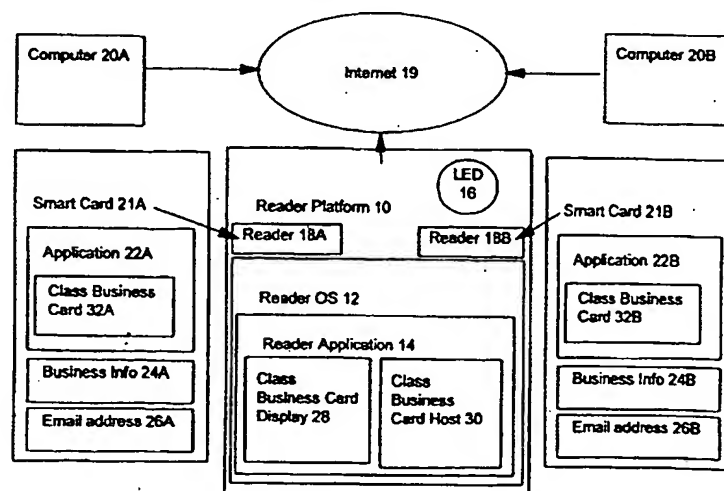 Computer 20A
Internet 19
Computer 20B
LED
16
Smart Card 21A
Reader Platform 10
Smart Card 21B
Reader 18A
Reader 18B
Application 22A
Class Business
Card 32A
Business Info 24A
Email address 26A
Reader OS 12
Reader Application 14
Class
Business Card
Display 28
Class
Business
Card Host 30
Application 22B
Class Business
Card 32B
Business Info 24B
Email address 26B